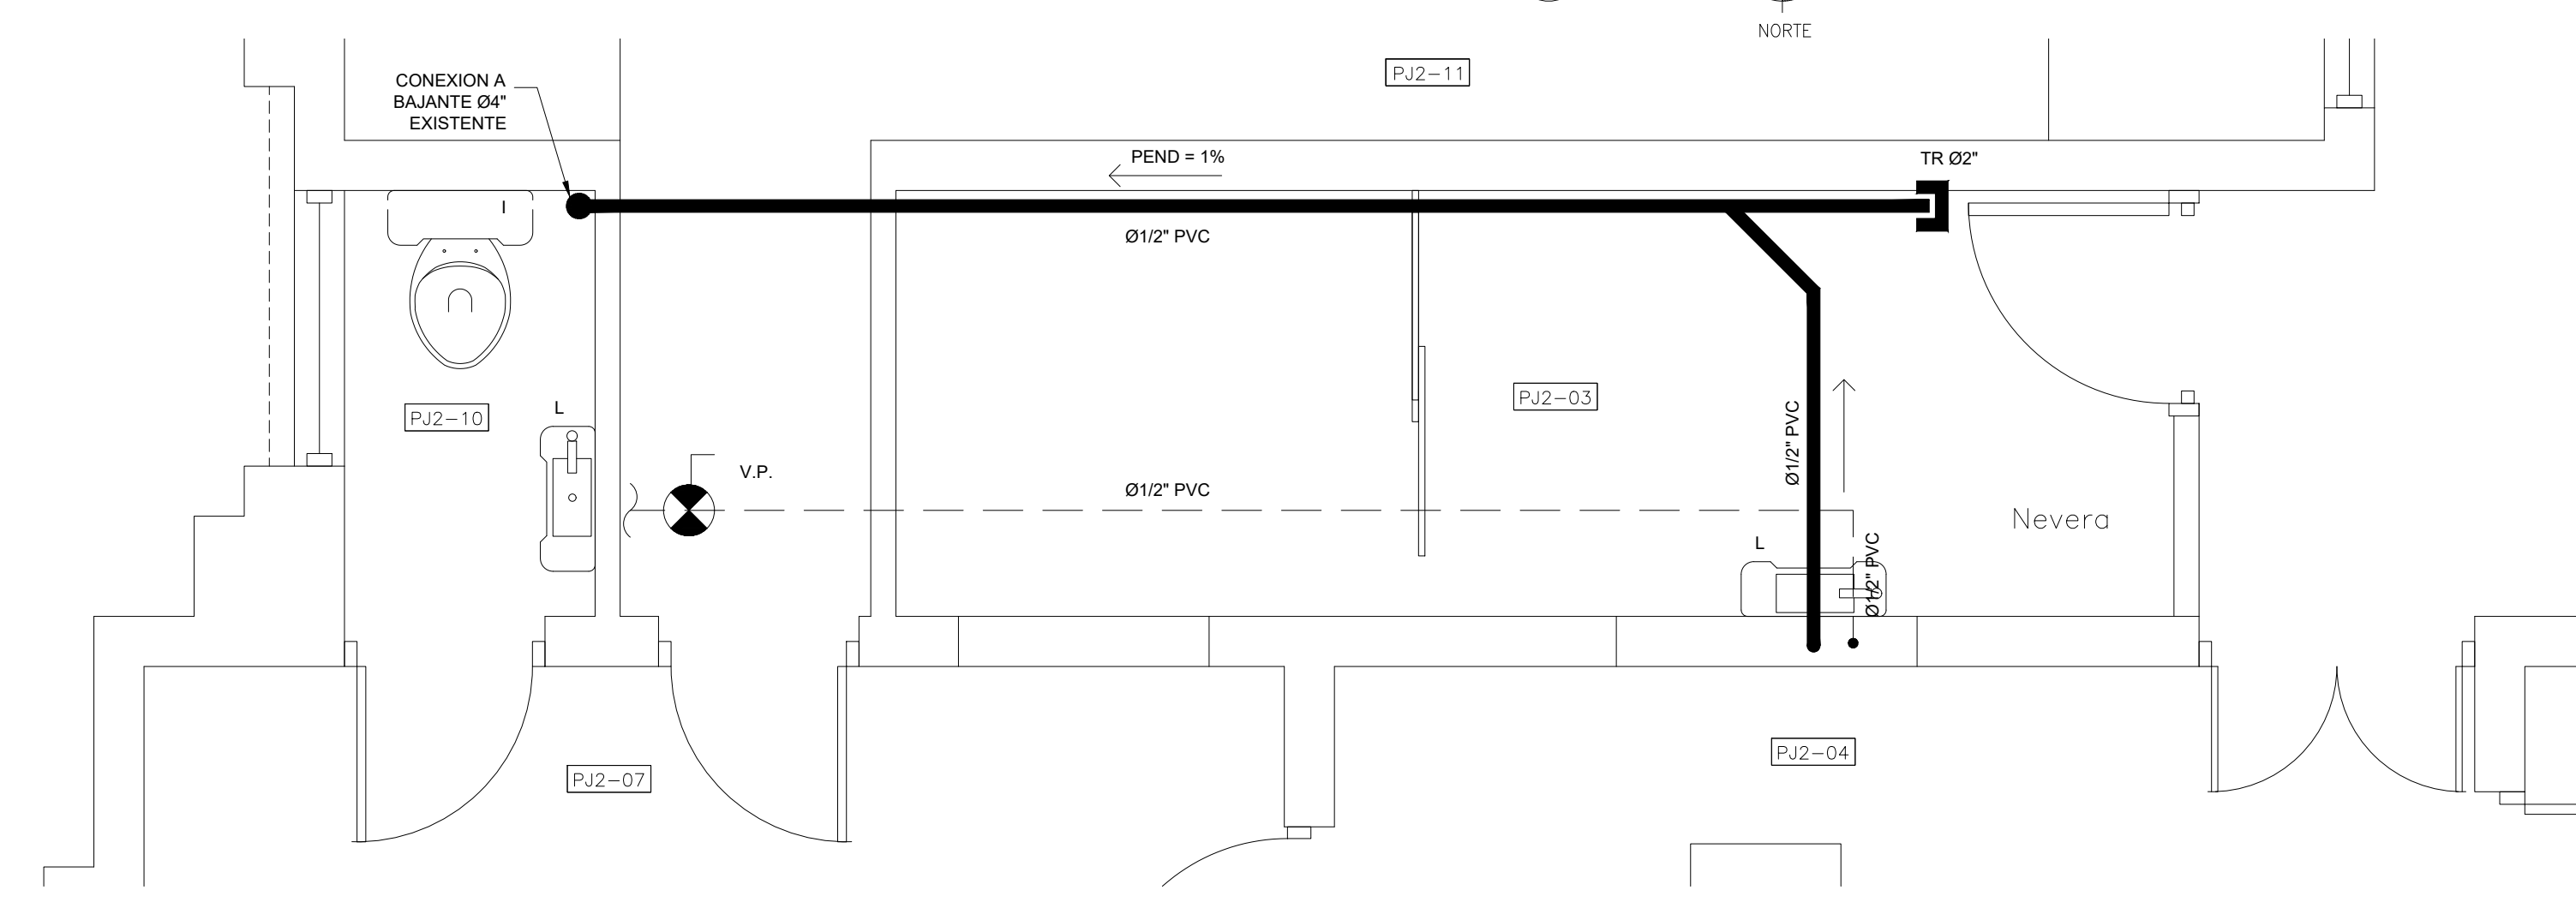 NORTE
PJ2-11
CONEXION A
BAJANTE Ø4"
EXISTENTE
PEND = 1%
TR Ø2"
I
Ø1/2" PVC
PJ2-03
L
PJ2-10
Ø1/2" PVC
V.P.
Ø1/2" PVC
Nevera
L
Ø1/2" PVC
PJ2-04
PJ2-07